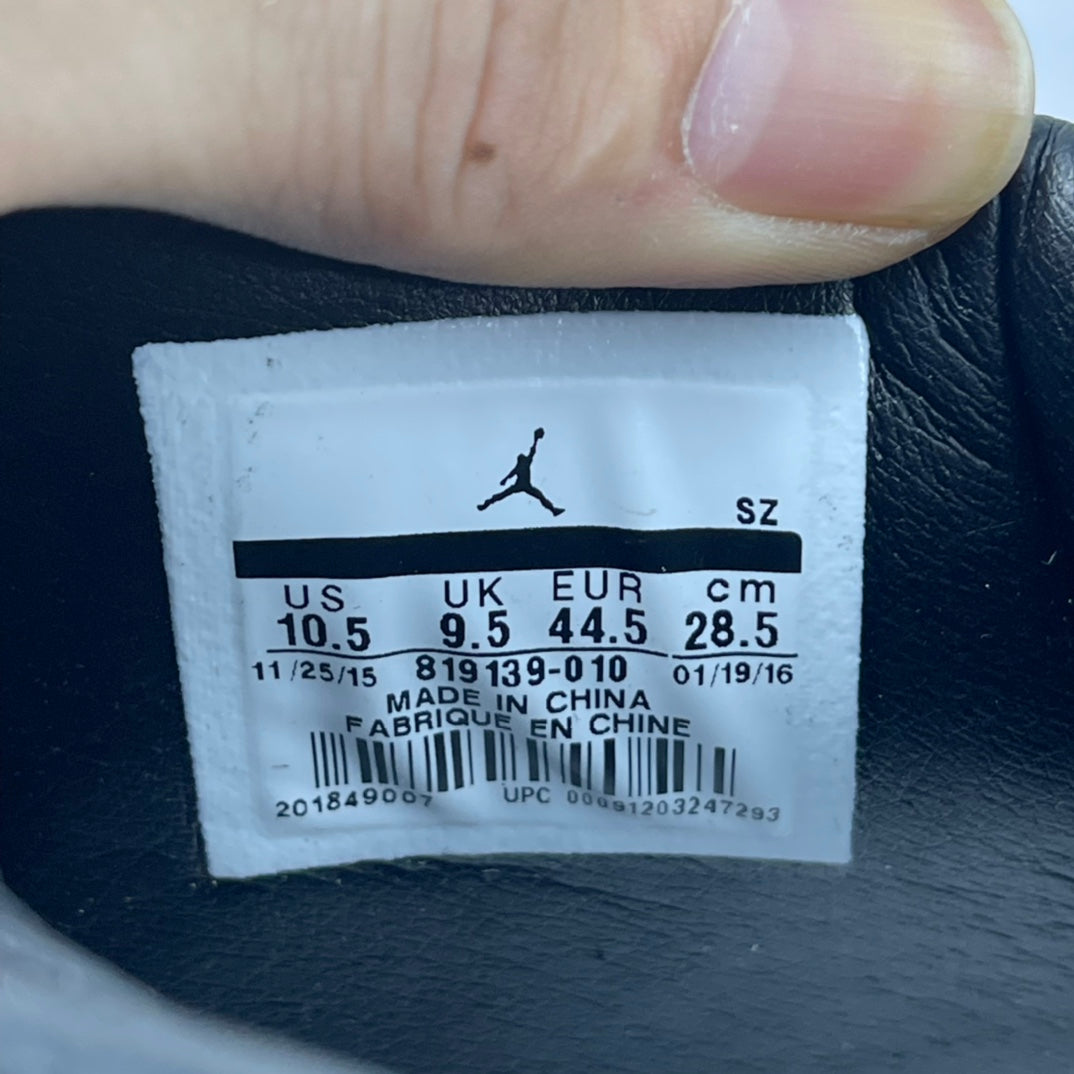 SZ
US UK EUR cm
10.5 9.5 44.5 28.5
11/25/15 819139-010 01/19/16
MADE IN CHINA
FABRIQUE EN CHINE
201849007 UPC 00091203247293